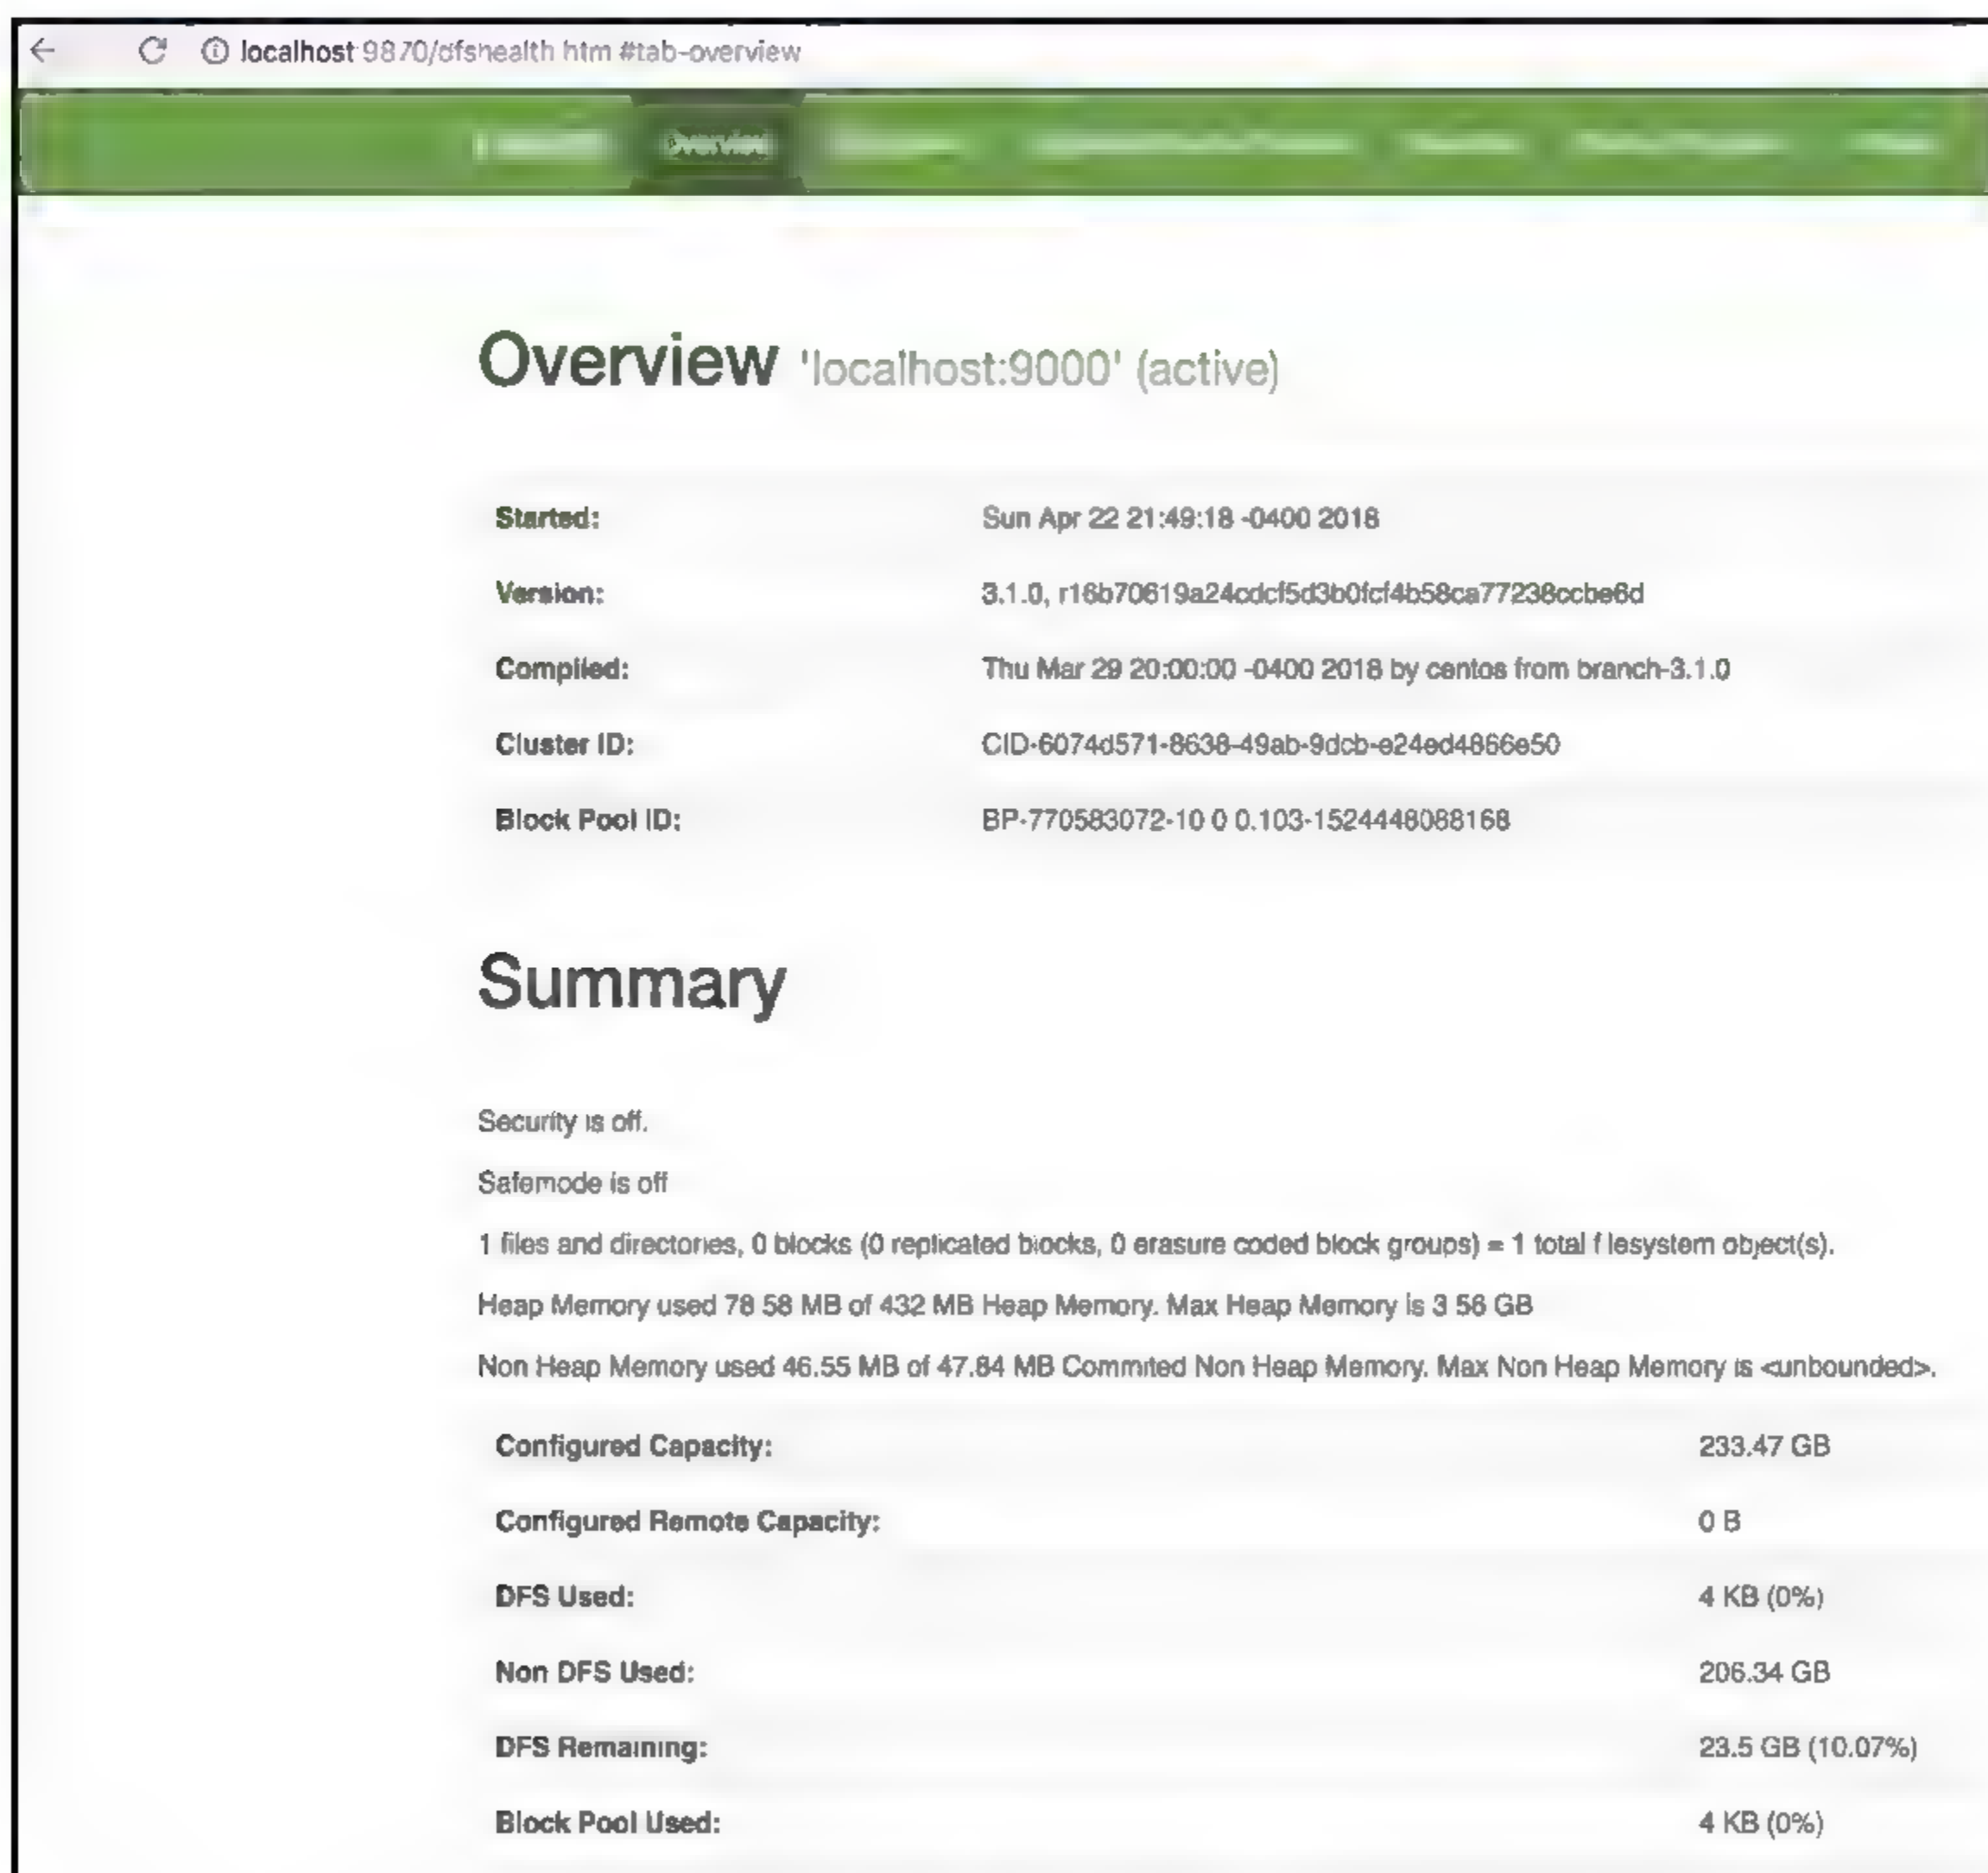 localhost:9870/dfshealth.html#tab-overview
Overview
Overview 'localhost:9000' (active)
Started: Sun Apr 22 21:49:18 -0400 2018
Version: 3.1.0, r16b70619a24cdcf5d3b0fcf4b58ca77238ccbe6d
Compiled: Thu Mar 29 20:00:00 -0400 2018 by centos from branch-3.1.0
Cluster ID: CID-6074d571-8638-49ab-9dcb-e24ed4866e50
Block Pool ID: BP-770583072-10.0.0.103-1524448088168
Summary
Security is off.
Safemode is off
1 files and directories, 0 blocks (0 replicated blocks, 0 erasure coded block groups) = 1 total filesystem object(s).
Heap Memory used 78.58 MB of 432 MB Heap Memory. Max Heap Memory is 3.56 GB
Non Heap Memory used 46.55 MB of 47.84 MB Commited Non Heap Memory. Max Non Heap Memory is <unbounded>.
Configured Capacity: 233.47 GB
Configured Remote Capacity: 0 B
DFS Used: 4 KB (0%)
Non DFS Used: 206.34 GB
DFS Remaining: 23.5 GB (10.07%)
Block Pool Used: 4 KB (0%)